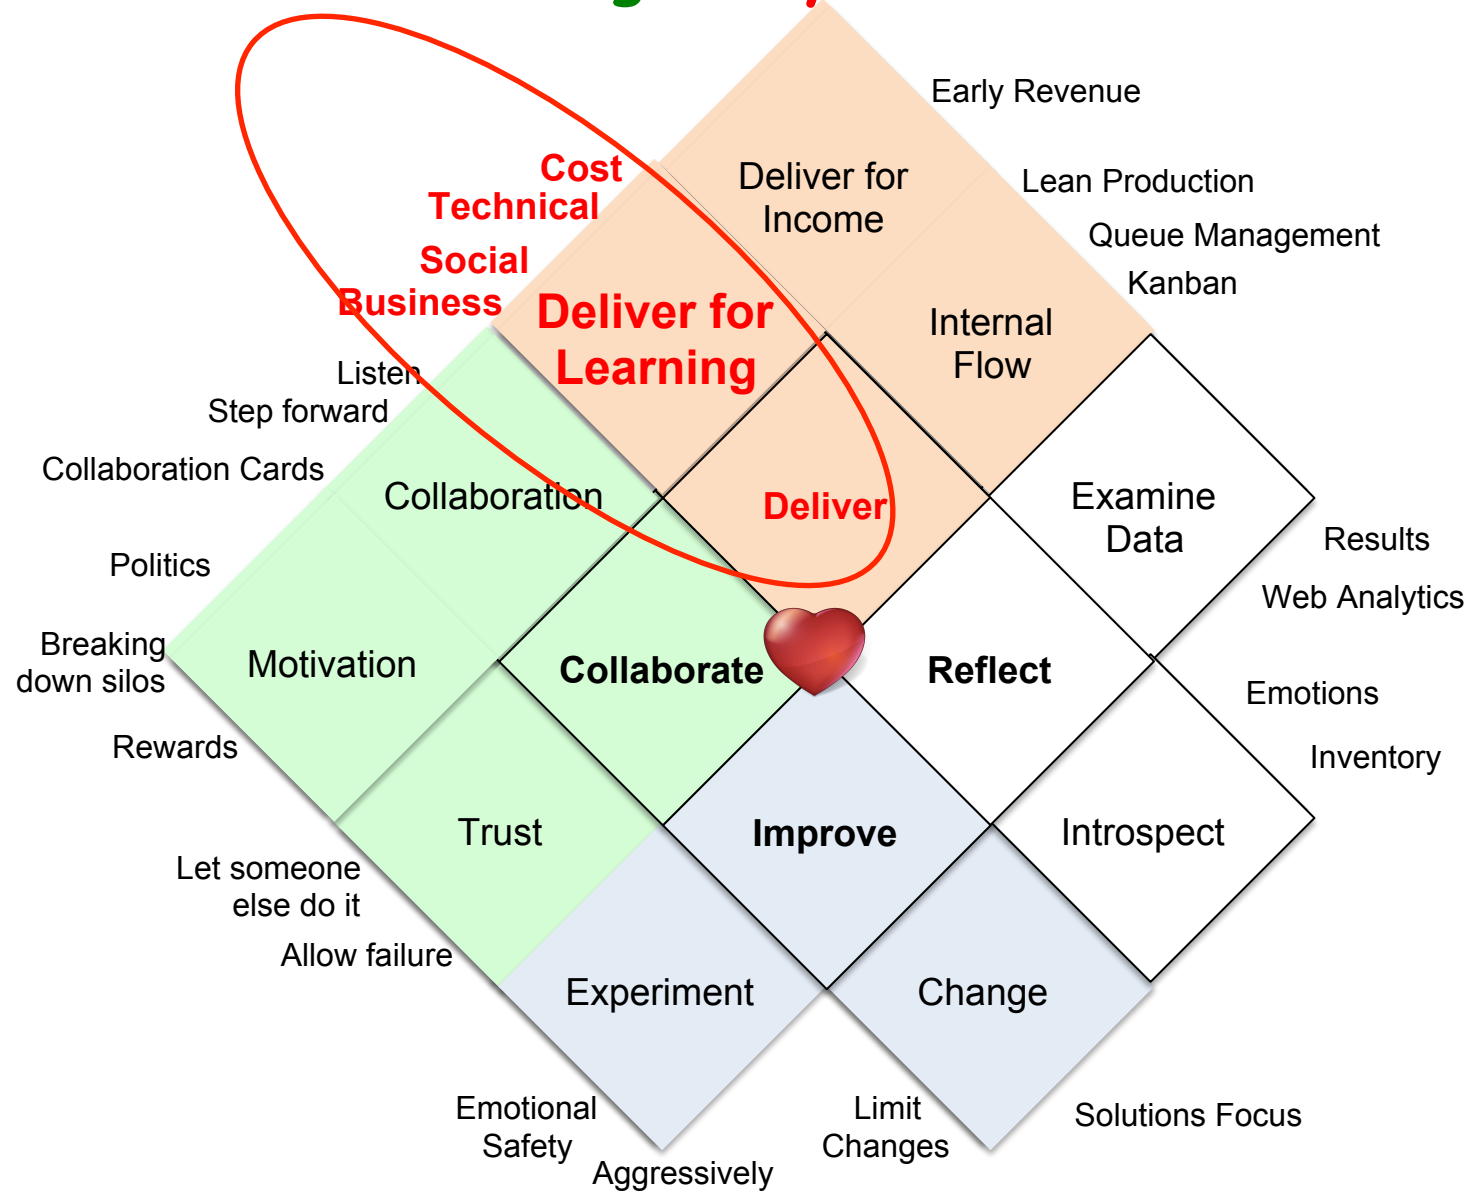 Early Revenue
Cost
Deliver for
Income
Lean Production
Technical
Queue Management
Social
Kanban
Business
Deliver for
Learning
Internal
Flow
Listen
Step forward
Collaboration Cards
Collaboration
Deliver
Examine
Data
Results
Politics
Web Analytics
Breaking
down silos
Motivation
Collaborate
Reflect
Emotions
Rewards
Inventory
Trust
Improve
Introspect
Let someone
else do it
Allow failure
Experiment
Change
Emotional
Safety
Aggressively
Limit
Changes
Solutions Focus